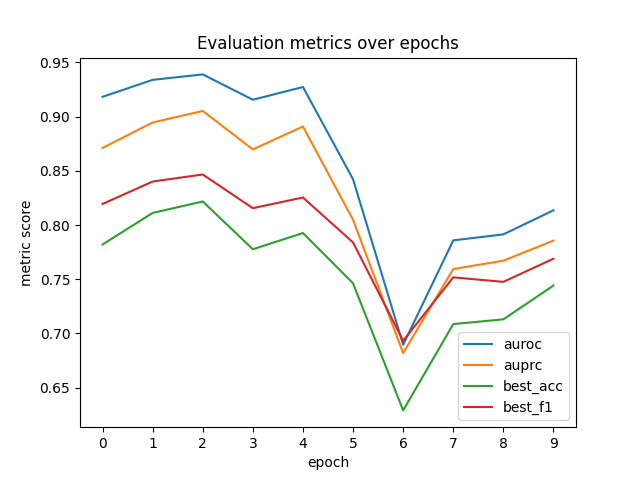 Evaluation metrics over epochs
metric score
0.95
0.90
0.85
0.80
0.75
0.70
0.65
0 1 2 3 4 5 6 7 8 9
epoch
auroc
auprc
best_acc
best_f1